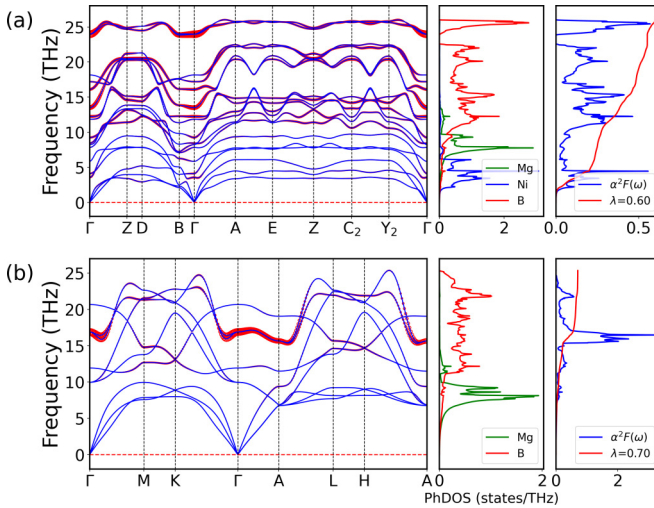 (a)
Frequency (THz)
25
20
15
10
5
0
Γ Z D B Γ A E Z C₂ Y₂ Γ
Mg
Ni
B
0 2
α²F(ω)
λ=0.60
0.0 0.5
(b)
Frequency (THz)
25
20
15
10
5
0
Γ M K Γ A L H A
Mg
B
0 2
PhDOS (states/THz)
α²F(ω)
λ=0.70
0 2